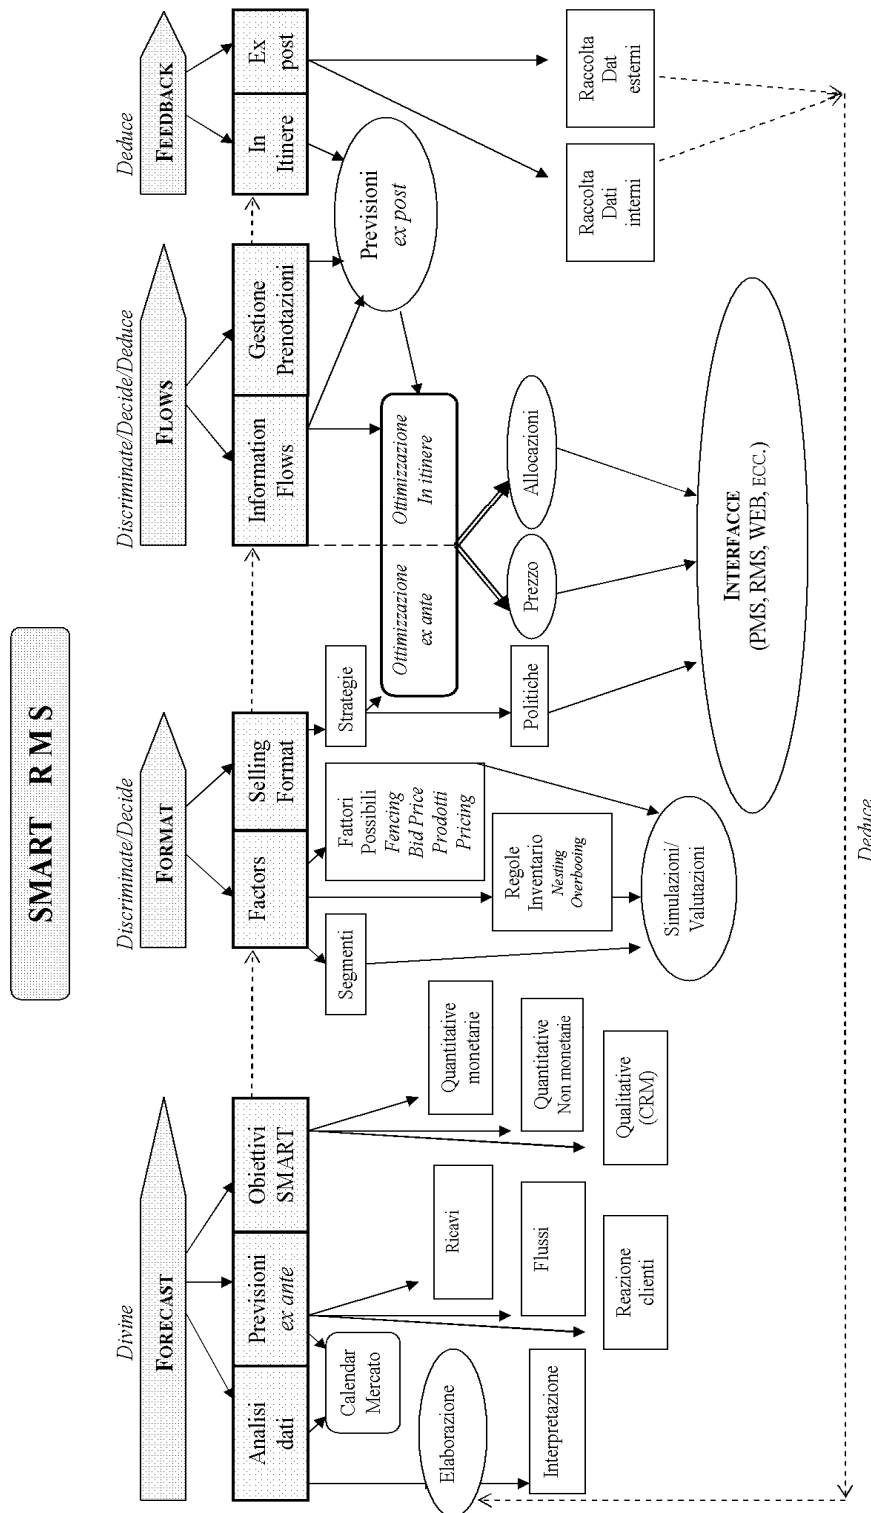 SMART RMS
Divine
FORECAST
Analisi
dati
Previsioni
ex ante
Obiettivi
SMART
Calendar
Mercato
Elaborazione
Interpretazione
Ricavi
Flussi
Reazione
clienti
Quantitative
monetarie
Quantitative
Non monetarie
Qualitative
(CRM)
Discriminate/Decide
FORMAT
Factors
Selling
Format
Segmenti
Fattori
Possibili
Fencing
Bid Price
Prodotti
Pricing
Strategie
Regole
Inventario
Nesting
Overbooing
Politiche
Simulazioni/
Valutazioni
Discriminate/Decide/Deduce
FLOWS
Information
Flows
Gestione
Prenotazioni
Ottimizzazione
ex ante
Ottimizzazione
In itinere
Prezzo
Allocazioni
INTERFACCE
(PMS, RMS, WEB, ECC.)
Deduce
FEEDBACK
In
Itinere
Ex
post
Previsioni
ex post
Raccolta
Dati
interni
Raccolta
Dat
esterni
Deduce